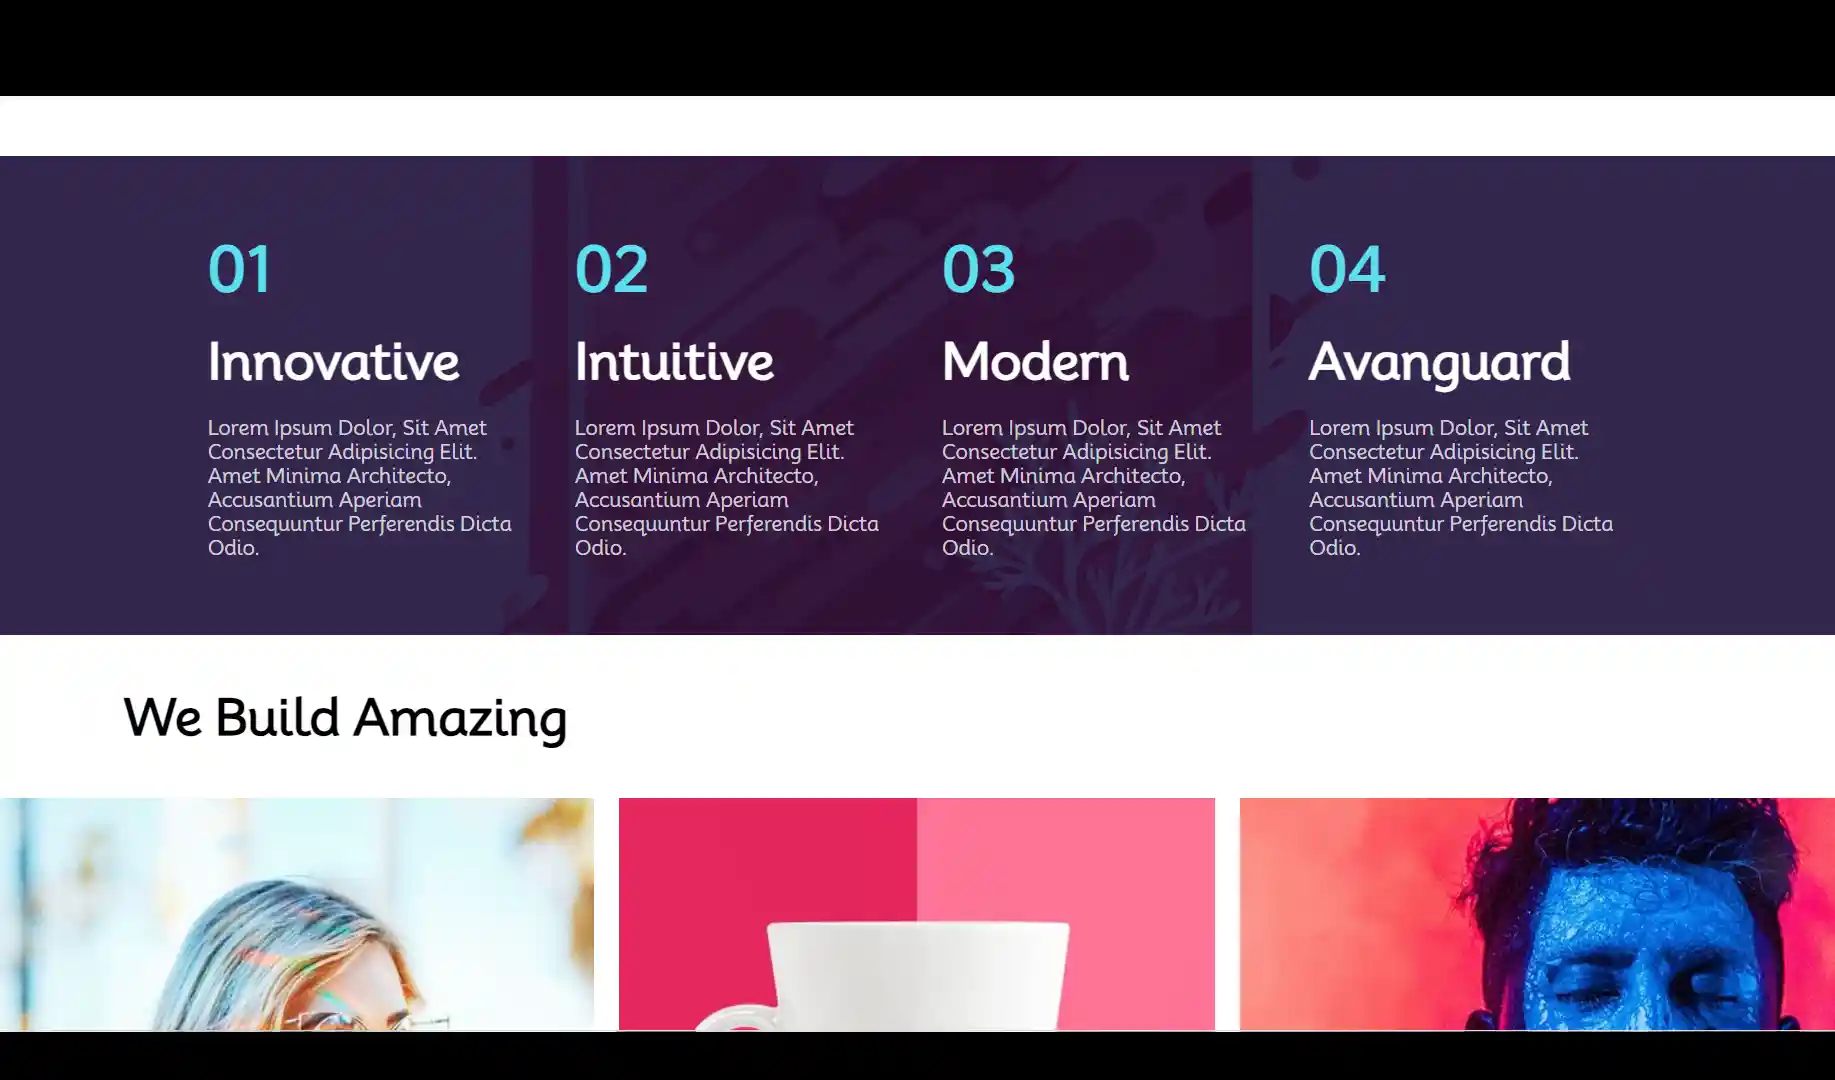 01
Innovative
Lorem Ipsum Dolor, Sit Amet
Consectetur Adipisicing Elit.
Amet Minima Architecto,
Accusantium Aperiam
Consequuntur Perferendis Dicta
Odio.
02
Intuitive
Lorem Ipsum Dolor, Sit Amet
Consectetur Adipisicing Elit.
Amet Minima Architecto,
Accusantium Aperiam
Consequuntur Perferendis Dicta
Odio.
03
Modern
Lorem Ipsum Dolor, Sit Amet
Consectetur Adipisicing Elit.
Amet Minima Architecto,
Accusantium Aperiam
Consequuntur Perferendis Dicta
Odio.
04
Avanguard
Lorem Ipsum Dolor, Sit Amet
Consectetur Adipisicing Elit.
Amet Minima Architecto,
Accusantium Aperiam
Consequuntur Perferendis Dicta
Odio.
We Build Amazing